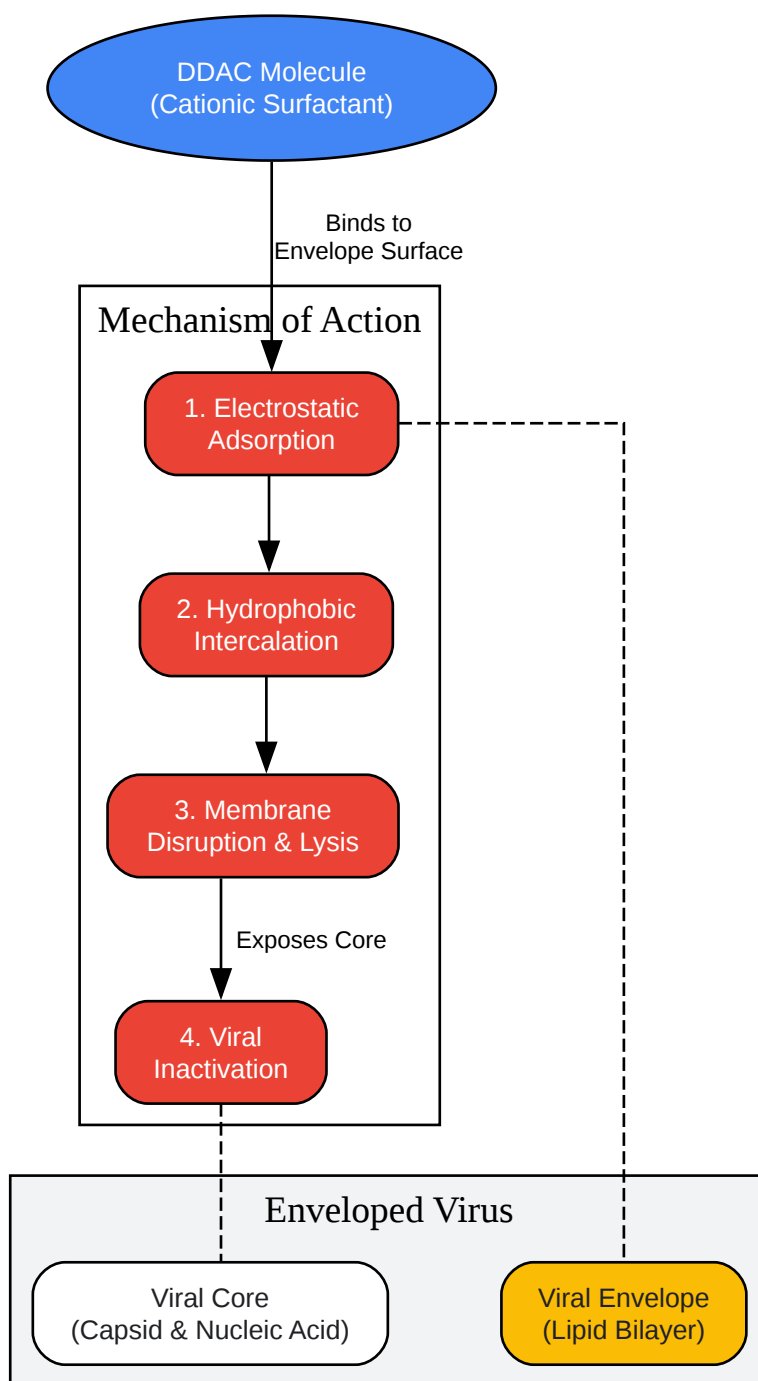 DDAC Molecule
(Cationic Surfactant)
Binds to
Envelope Surface
Mechanism of Action
1. Electrostatic
Adsorption
2. Hydrophobic
Intercalation
3. Membrane
Disruption & Lysis
Exposes Core
4. Viral
Inactivation
Enveloped Virus
Viral Core
(Capsid & Nucleic Acid)
Viral Envelope
(Lipid Bilayer)